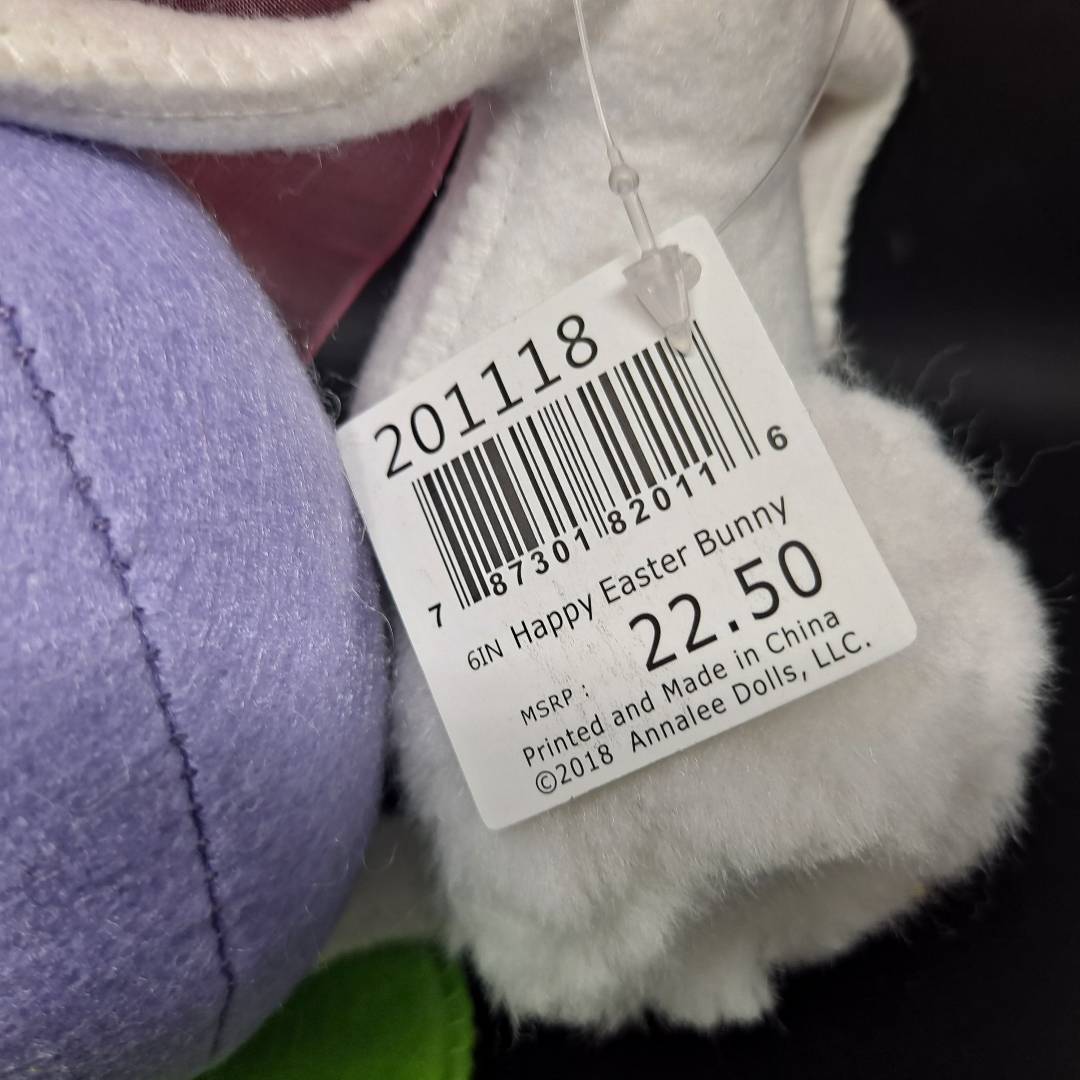 201118
7 87301 82011 6
6IN Happy Easter Bunny
MSRP : 22.50
Printed and Made in China
©2018 Annalee Dolls, LLC.